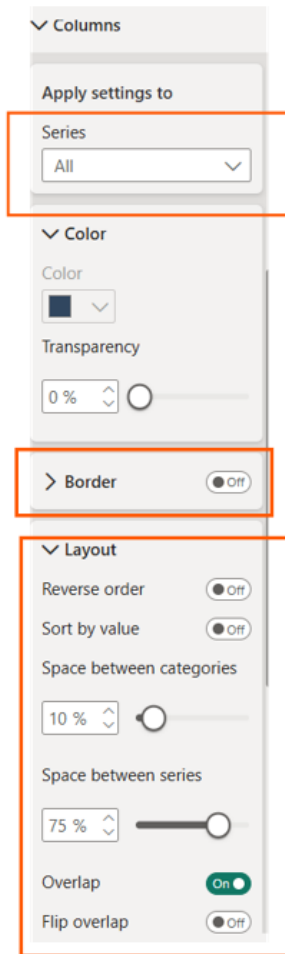 Columns
Apply settings to
Series
All
Color
Color
Transparency
0 %
Border
Off
Layout
Reverse order
Off
Sort by value
Off
Space between categories
10 %
Space between series
75 %
Overlap
On
Flip overlap
Off